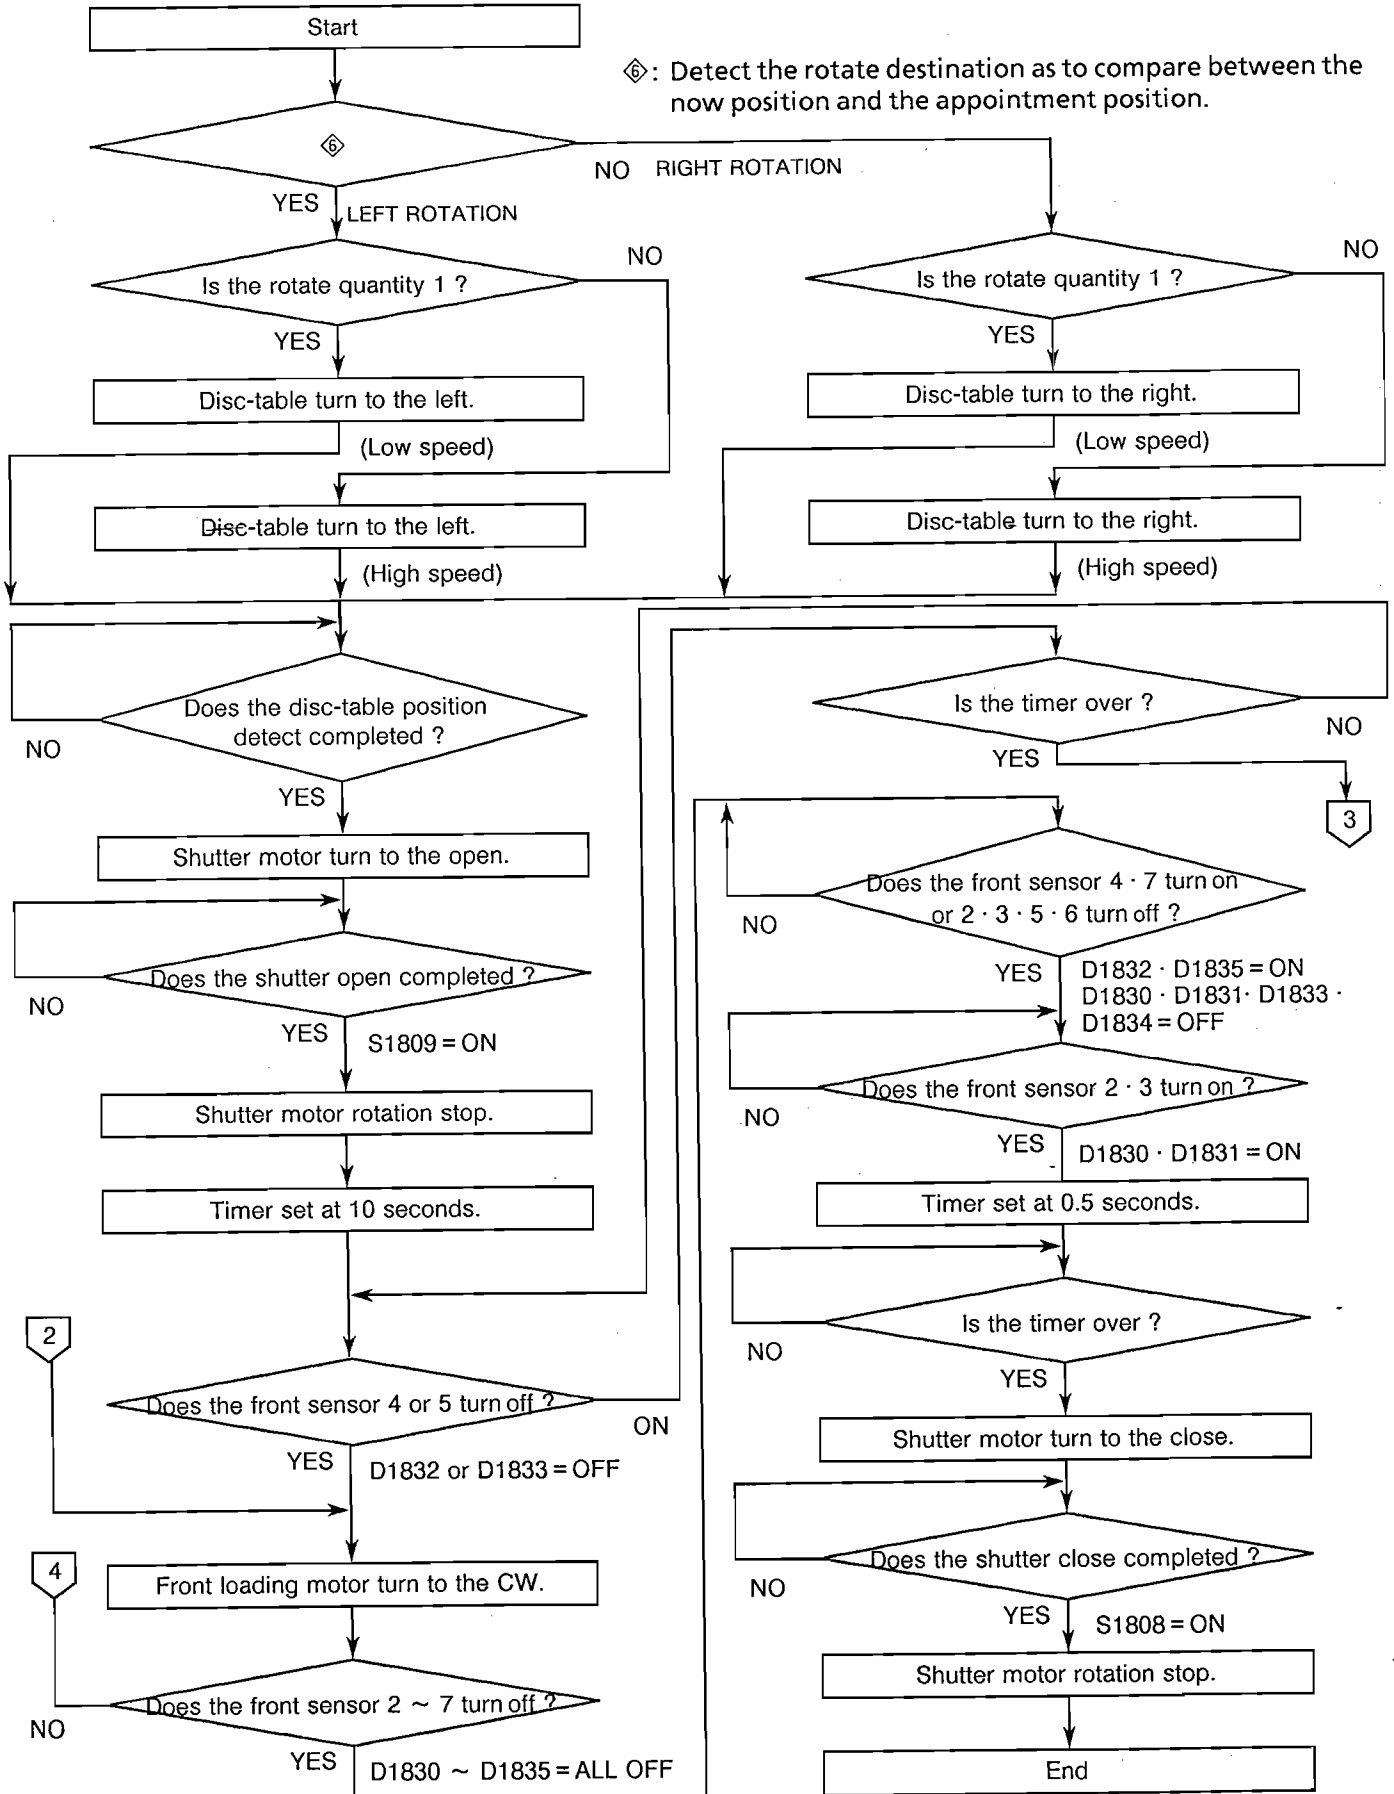 Start
⑥: Detect the rotate destination as to compare between the
now position and the appointment position.
⑥
NO RIGHT ROTATION
YES
LEFT ROTATION
Is the rotate quantity 1 ?
NO
YES
Disc-table turn to the left.
(Low speed)
Disc-table turn to the left.
(High speed)
Is the rotate quantity 1 ?
NO
YES
Disc-table turn to the right.
(Low speed)
Disc-table turn to the right.
(High speed)
Does the disc-table position
detect completed ?
NO
YES
Shutter motor turn to the open.
Does the shutter open completed ?
NO
YES
S1809 = ON
Shutter motor rotation stop.
Timer set at 10 seconds.
2
Does the front sensor 4 or 5 turn off ?
ON
YES
D1832 or D1833 = OFF
4
Front loading motor turn to the CW.
Does the front sensor 2 ~ 7 turn off ?
NO
YES
D1830 ~ D1835 = ALL OFF
Is the timer over ?
NO
YES
3
Does the front sensor 4 · 7 turn on
or 2 · 3 · 5 · 6 turn off ?
NO
YES
D1832 · D1835 = ON
D1830 · D1831 · D1833 ·
D1834 = OFF
Does the front sensor 2 · 3 turn on ?
NO
YES
D1830 · D1831 = ON
Timer set at 0.5 seconds.
Is the timer over ?
NO
YES
Shutter motor turn to the close.
Does the shutter close completed ?
NO
YES
S1808 = ON
Shutter motor rotation stop.
End